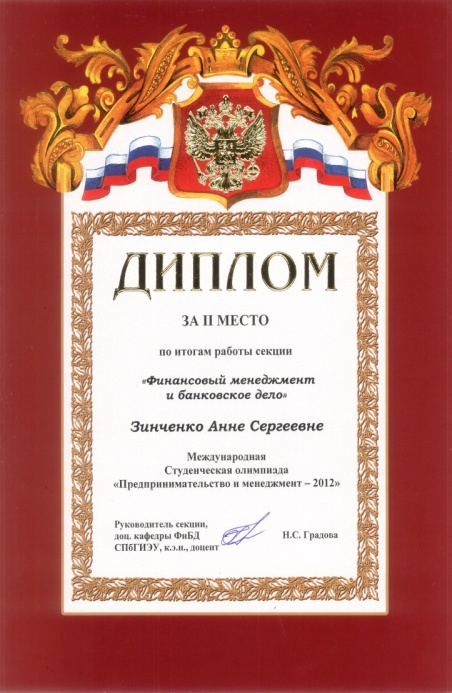 ДИПЛОМ
ЗА II МЕСТО
по итогам работы секции
«Финансовый менеджмент
и банковское дело»
Зинченко Анне Сергеевне
Международная
Студенческая олимпиада
«Предпринимательство и менеджмент – 2012»
Руководитель секции,
доц. кафедры ФиБД
СПбГИЭУ, к.э.н., доцент
Н.С. Градова